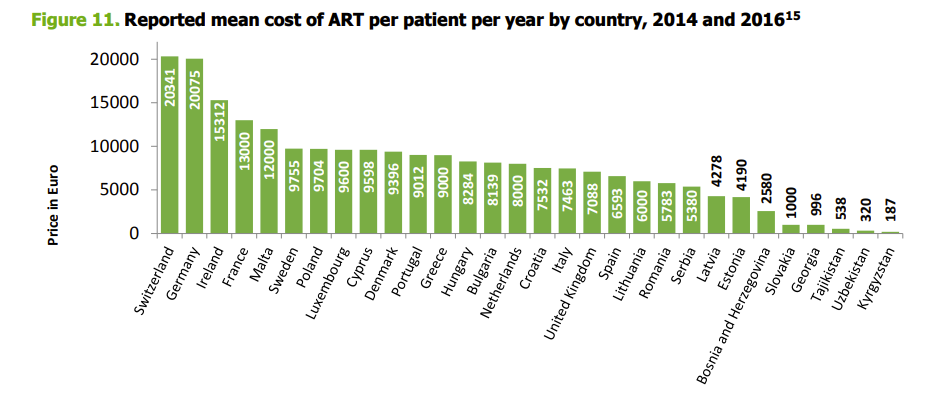 Figure 11. Reported mean cost of ART per patient per year by country, 2014 and 2016¹⁵
Price in Euro
20000
15000
10000
5000
0
20341
20075
15312
13000
12000
9755
9704
9600
9598
9396
9012
9000
8284
8139
8000
7532
7463
7088
6593
6000
5783
5380
4278
4190
2580
1000
996
538
320
187
Switzerland
Germany
Ireland
France
Malta
Sweden
Poland
Luxembourg
Cyprus
Denmark
Portugal
Greece
Hungary
Bulgaria
Netherlands
Croatia
Italy
United Kingdom
Spain
Lithuania
Romania
Serbia
Latvia
Estonia
Bosnia and Herzegovina
Slovakia
Georgia
Tajikistan
Uzbekistan
Kyrgyzstan